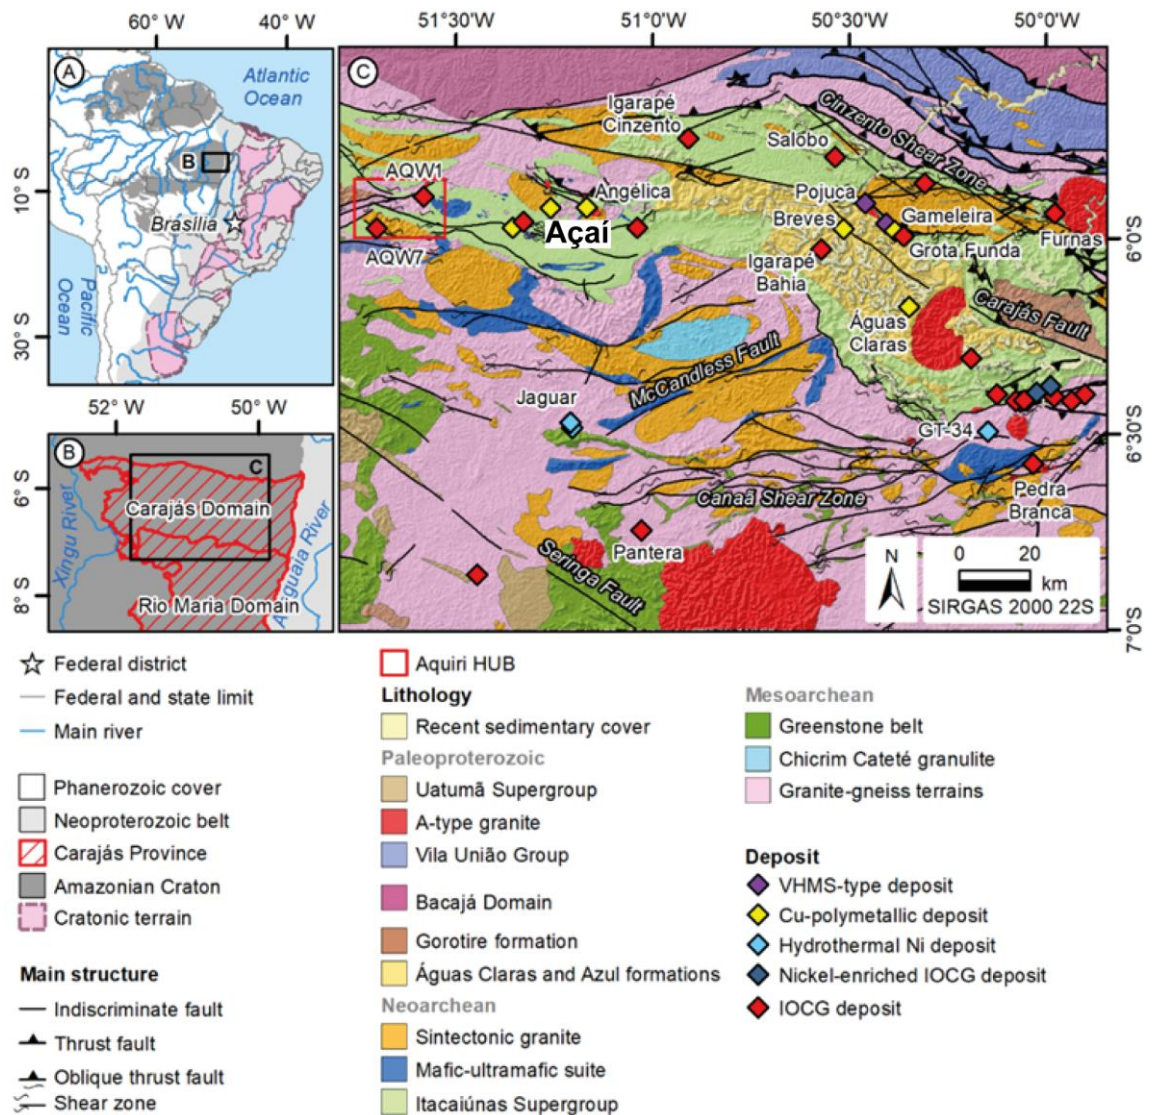 60° W
40° W
51°30' W
51°00' W
50°30' W
50°00' W
A
Atlantic
Ocean
B
10° S
Brasília
Pacific
Ocean
30° S
52° W
50° W
B
C
6° S
Carajás Domain
Xingu River
Araguaia River
8° S
Rio Maria Domain
C
Igarapé
Cinzento
Salobo
Cinzento Shear Zone
AQW1
Angélica
Pojuca
Açaí
Breves
Gameleira
6°00' S
AQW7
Grota Funda
Furnas
Igarapé
Bahia
Carajás Fault
Águas
Claras
McCandless Fault
Jaguar
GT-34
6°30' S
Canaã Shear Zone
Pedra
Branca
Pantera
Seringa Fault
N
0 20
km
SIRGAS 2000 22S
7°0' S
Federal district
Federal and state limit
Main river
Phanerozoic cover
Neoproterozoic belt
Carajás Province
Amazonian Craton
Cratonic terrain
Main structure
Indiscriminate fault
Thrust fault
Oblique thrust fault
Shear zone
Aquiri HUB
Lithology
Recent sedimentary cover
Paleoproterozoic
Uatumã Supergroup
A-type granite
Vila União Group
Bacajá Domain
Gorotire formation
Águas Claras and Azul formations
Neoarchean
Sintectonic granite
Mafic-ultramafic suite
Itacaiúnas Supergroup
Mesoarchean
Greenstone belt
Chicrim Cateté granulite
Granite-gneiss terrains
Deposit
VHMS-type deposit
Cu-polymetallic deposit
Hydrothermal Ni deposit
Nickel-enriched IOCG deposit
IOCG deposit